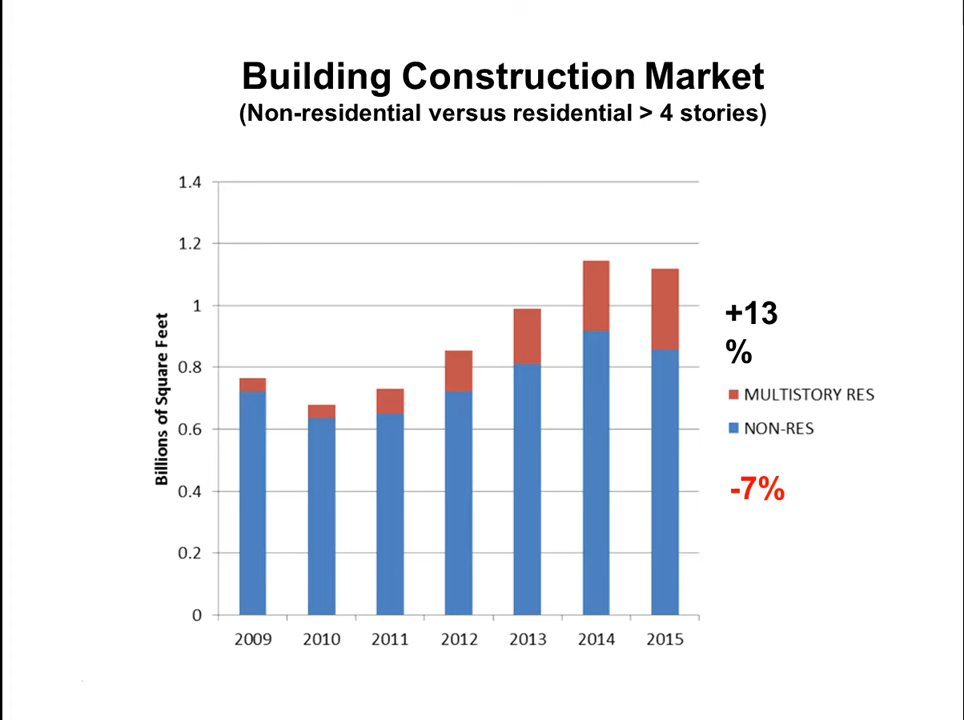 Building Construction Market
(Non-residential versus residential > 4 stories)
1.4
1.2
1
0.8
0.6
0.4
0.2
0
Billions of Square Feet
2009 2010 2011 2012 2013 2014 2015
+13
%
MULTISTORY RES
NON-RES
-7%